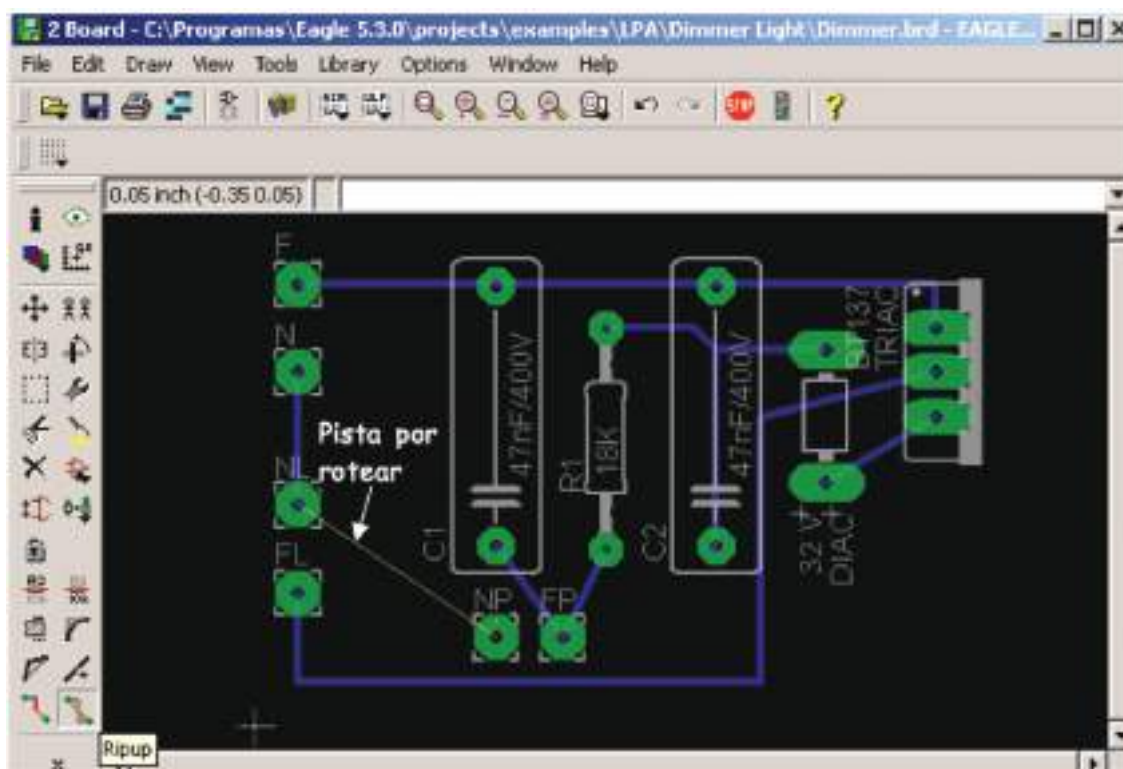 2 Board - C:\Programas\Eagle 5.3.0\projects\examples\LPA\Dimmer Light\Dimmer.brd - EAGLE...
File Edit Draw View Tools Library Options Window Help
0.05 inch (-0.35 0.05)
F
N
NL
FL
Pista por
rotear
C1
47nF/400V
R1
18K
C2
47nF/400V
BT137
TRIAC
32 V
DIAC
NP FP
STOP
Ripup